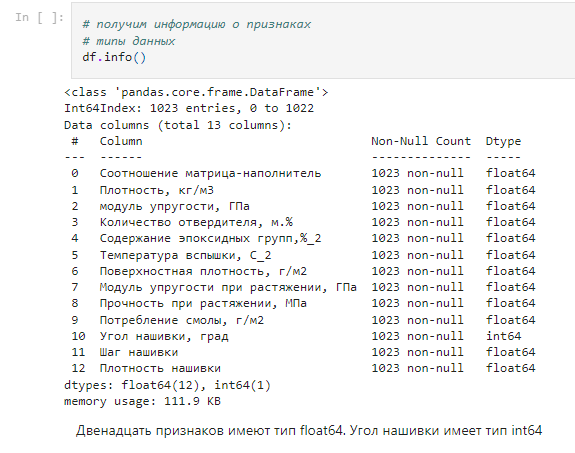 In [ ]:
# получим информацию о признаках
# типы данных
df.info()
<class 'pandas.core.frame.DataFrame'>
Int64Index: 1023 entries, 0 to 1022
Data columns (total 13 columns):
 #   Column                                Non-Null Count  Dtype
---  ------                                --------------  -----
 0   Соотношение матрица-наполнитель       1023 non-null   float64
 1   Плотность, кг/м3                      1023 non-null   float64
 2   модуль упругости, ГПа                 1023 non-null   float64
 3   Количество отвердителя, м.%           1023 non-null   float64
 4   Содержание эпоксидных групп,%_2       1023 non-null   float64
 5   Температура вспышки, С_2              1023 non-null   float64
 6   Поверхностная плотность, г/м2         1023 non-null   float64
 7   Модуль упругости при растяжении, ГПа  1023 non-null   float64
 8   Прочность при растяжении, МПа         1023 non-null   float64
 9   Потребление смолы, г/м2               1023 non-null   float64
 10  Угол нашивки, град                    1023 non-null   int64
 11  Шаг нашивки                           1023 non-null   float64
 12  Плотность нашивки                     1023 non-null   float64
dtypes: float64(12), int64(1)
memory usage: 111.9 KB
Двенадцать признаков имеют тип float64. Угол нашивки имеет тип int64